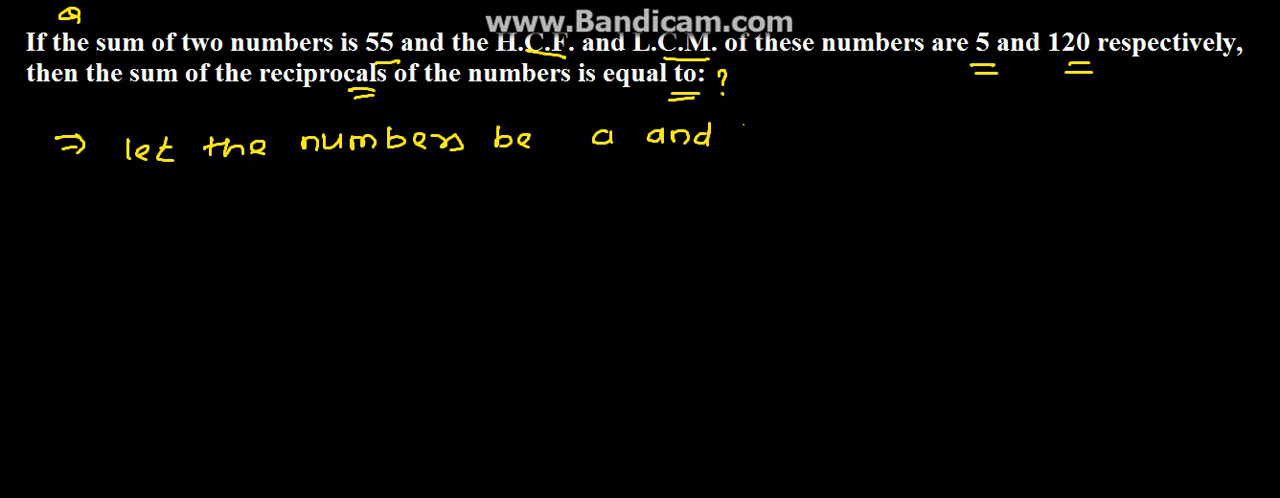 www.Bandicam.com
Q
If the sum of two numbers is 55 and the H.C.F. and L.C.M. of these numbers are 5 and 120 respectively,
then the sum of the reciprocals of the numbers is equal to: ?
⇒ let the numbers be a and